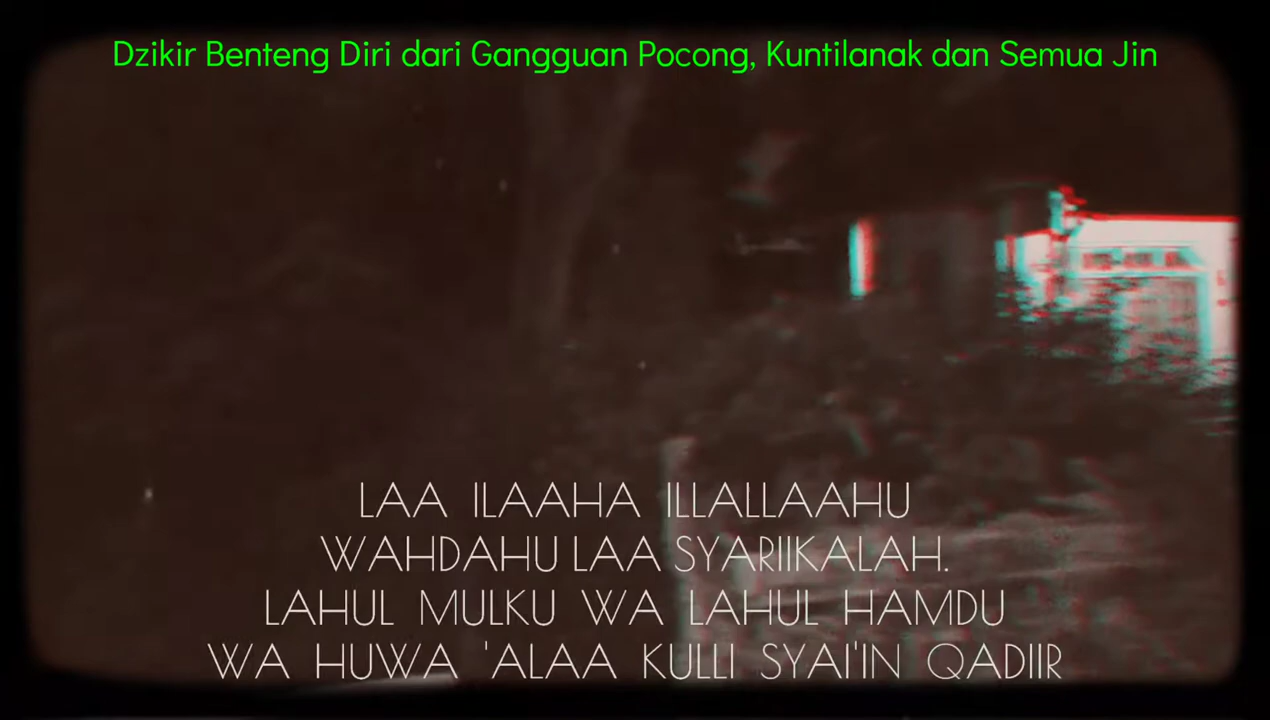 Dzikir Benteng Diri dari Gangguan Pocong, Kuntilanak dan Semua Jin
LAA ILAAHA ILLALLAAHU
WAHDAHU LAA SYARIIKALAH.
LAHUL MULKU WA LAHUL HAMDU
WA HUWA 'ALAA KULLI SYAI'IN QADIIR